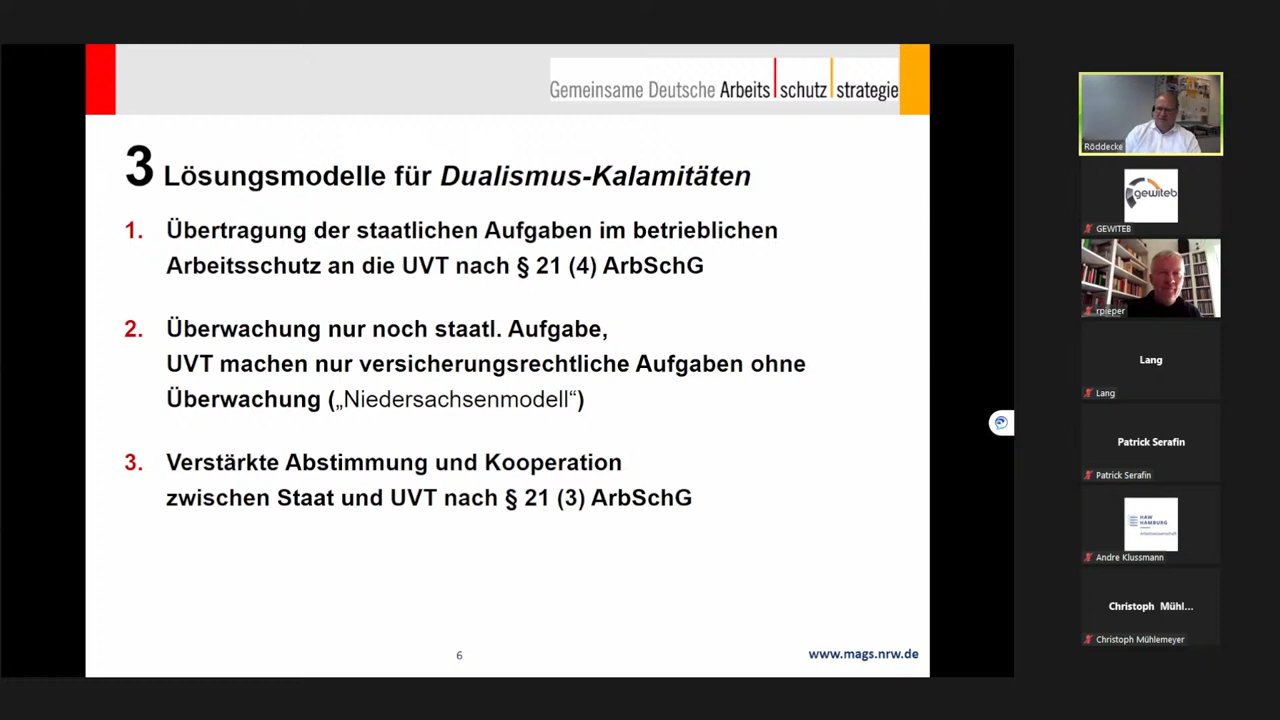 Gemeinsame Deutsche Arbeits schutz strategie
3 Lösungsmodelle für Dualismus-Kalamitäten
1. Übertragung der staatlichen Aufgaben im betrieblichen
Arbeitsschutz an die UVT nach § 21 (4) ArbSchG
2. Überwachung nur noch staatl. Aufgabe,
UVT machen nur versicherungsrechtliche Aufgaben ohne
Überwachung („Niedersachsenmodell“)
3. Verstärkte Abstimmung und Kooperation
zwischen Staat und UVT nach § 21 (3) ArbSchG
6
www.mags.nrw.de
Röddecke
gewiteb
GEWITEB
rpieper
Lang
Lang
Patrick Serafin
Patrick Serafin
HAW
HAMBURG
Andre Klussmann
Christoph Mühl...
Christoph Mühlemeyer